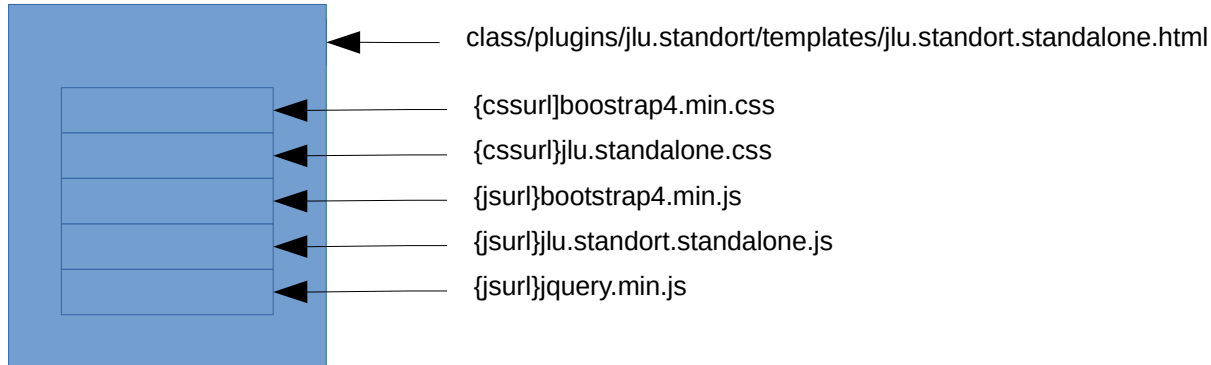 class/plugins/jlu.standort/templates/jlu.standort.standalone.html
{cssurl]boostrap4.min.css
{cssurl}jlu.standalone.css
{jsurl}bootstrap4.min.js
{jsurl}jlu.standort.standalone.js
{jsurl}jquery.min.js